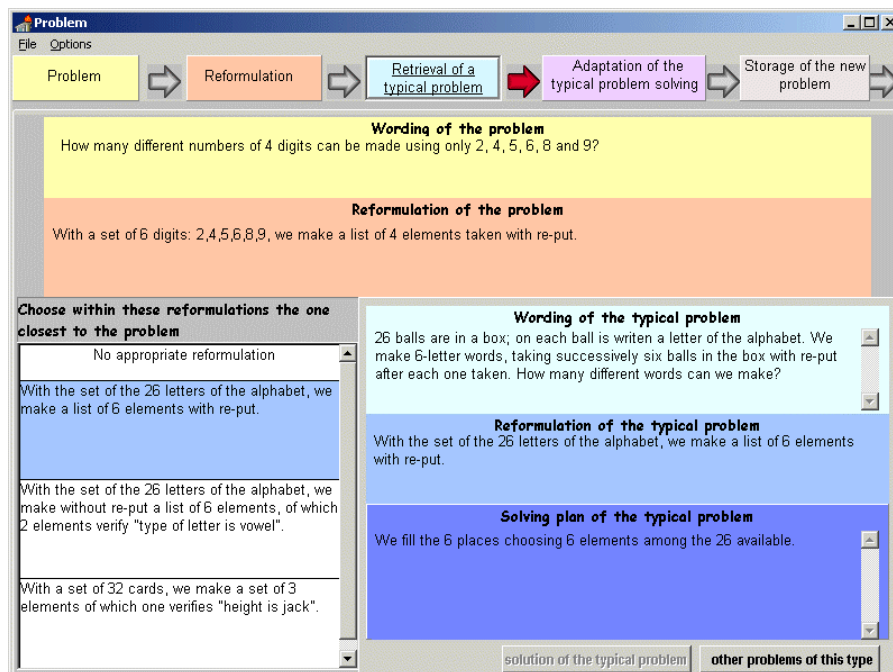 Problem
File Options
Problem
Reformulation
Retrieval of a
typical problem
Adaptation of the
typical problem solving
Storage of the new
problem
Wording of the problem
How many different numbers of 4 digits can be made using only 2, 4, 5, 6, 8 and 9?
Reformulation of the problem
With a set of 6 digits: 2,4,5,6,8,9, we make a list of 4 elements taken with re-put.
Choose within these reformulations the one
closest to the problem
No appropriate reformulation
With the set of the 26 letters of the alphabet, we
make a list of 6 elements with re-put.
With the set of the 26 letters of the alphabet, we
make without re-put a list of 6 elements, of which
2 elements verify "type of letter is vowel".
With a set of 32 cards, we make a set of 3
elements of which one verifies "height is jack".
Wording of the typical problem
26 balls are in a box; on each ball is writen a letter of the alphabet. We
make 6-letter words, taking successively six balls in the box with re-put
after each one taken. How many different words can we make?
Reformulation of the typical problem
With the set of the 26 letters of the alphabet, we make a list of 6 elements
with re-put.
Solving plan of the typical problem
We fill the 6 places choosing 6 elements among the 26 available.
solution of the typical problem
other problems of this type